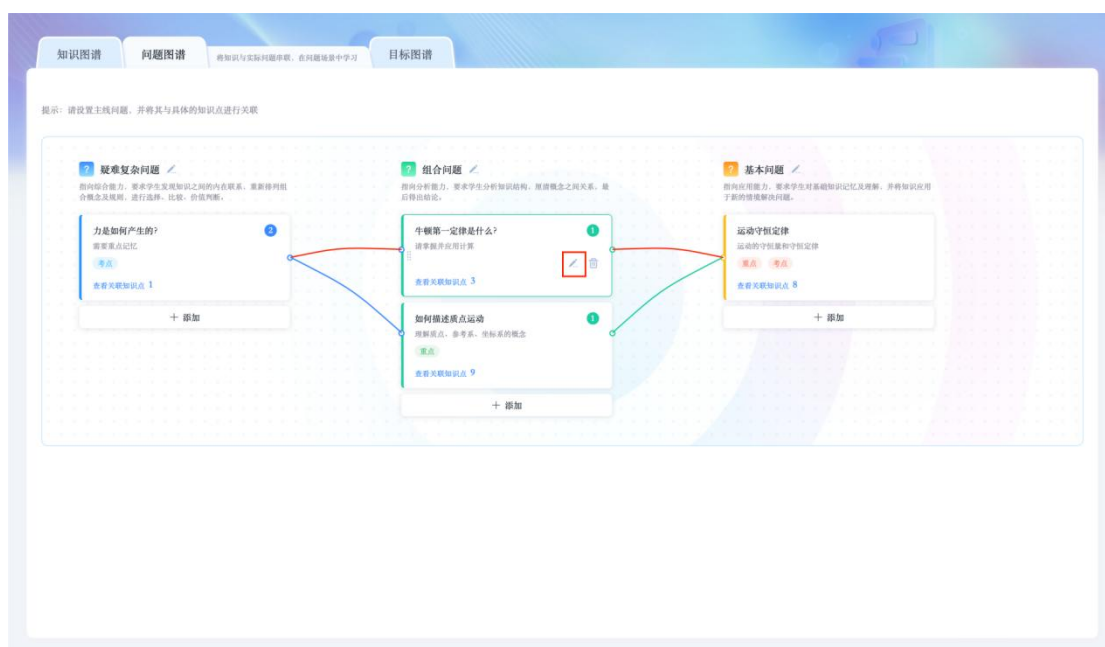 知识图谱
问题图谱
将知识与实际问题串联,在问题场景中学习
目标图谱
提示:请设置主线问题,并将其与具体的知识点进行关联
疑难复杂问题
指向综合能力,要求学生发现知识之间的内在联系,重新排列组
合概念及规则,进行选择、比较、价值判断。
力是如何产生的?
2
需要重点记忆
考点
查看关联知识点 1
+ 添加
组合问题
指向分析能力,要求学生分析知识结构,厘清概念之间关系,最
后得出结论。
牛顿第一定律是什么?
1
请掌握并应用计算
查看关联知识点 3
如何描述质点运动
1
理解质点、参考系、坐标系的概念
重点
查看关联知识点 9
+ 添加
基本问题
指向应用能力,要求学生对基础知识记忆及理解,并将知识应用
于新的情境解决问题。
运动守恒定律
运动的守恒量和守恒定律
重点 考点
查看关联知识点 8
+ 添加